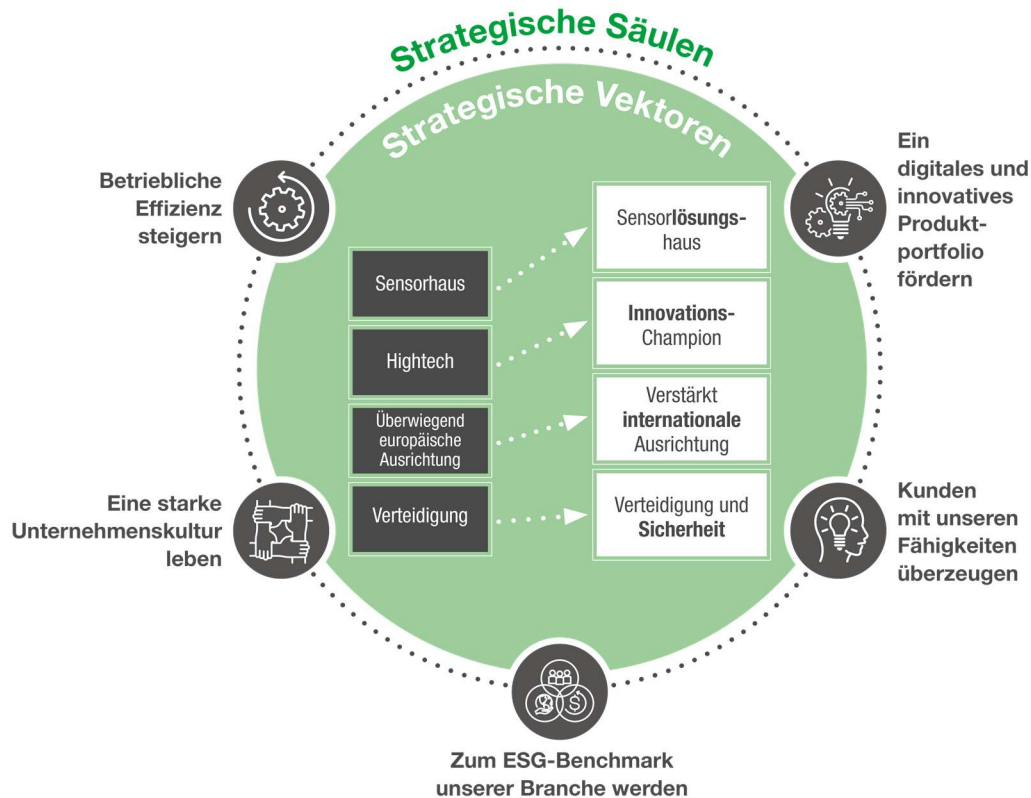 Strategische Säulen
Strategische Vektoren
Betriebliche
Effizienz
steigern
Ein
digitales und
innovatives
Produkt-
portfolio
fördern
Sensorhaus
Sensorlösungs-
haus
Hightech
Innovations-
Champion
Überwiegend
europäische
Ausrichtung
Verstärkt
internationale
Ausrichtung
Verteidigung
Verteidigung und
Sicherheit
Eine starke
Unternehmenskultur
leben
Kunden
mit unseren
Fähigkeiten
überzeugen
$
Zum ESG-Benchmark
unserer Branche werden